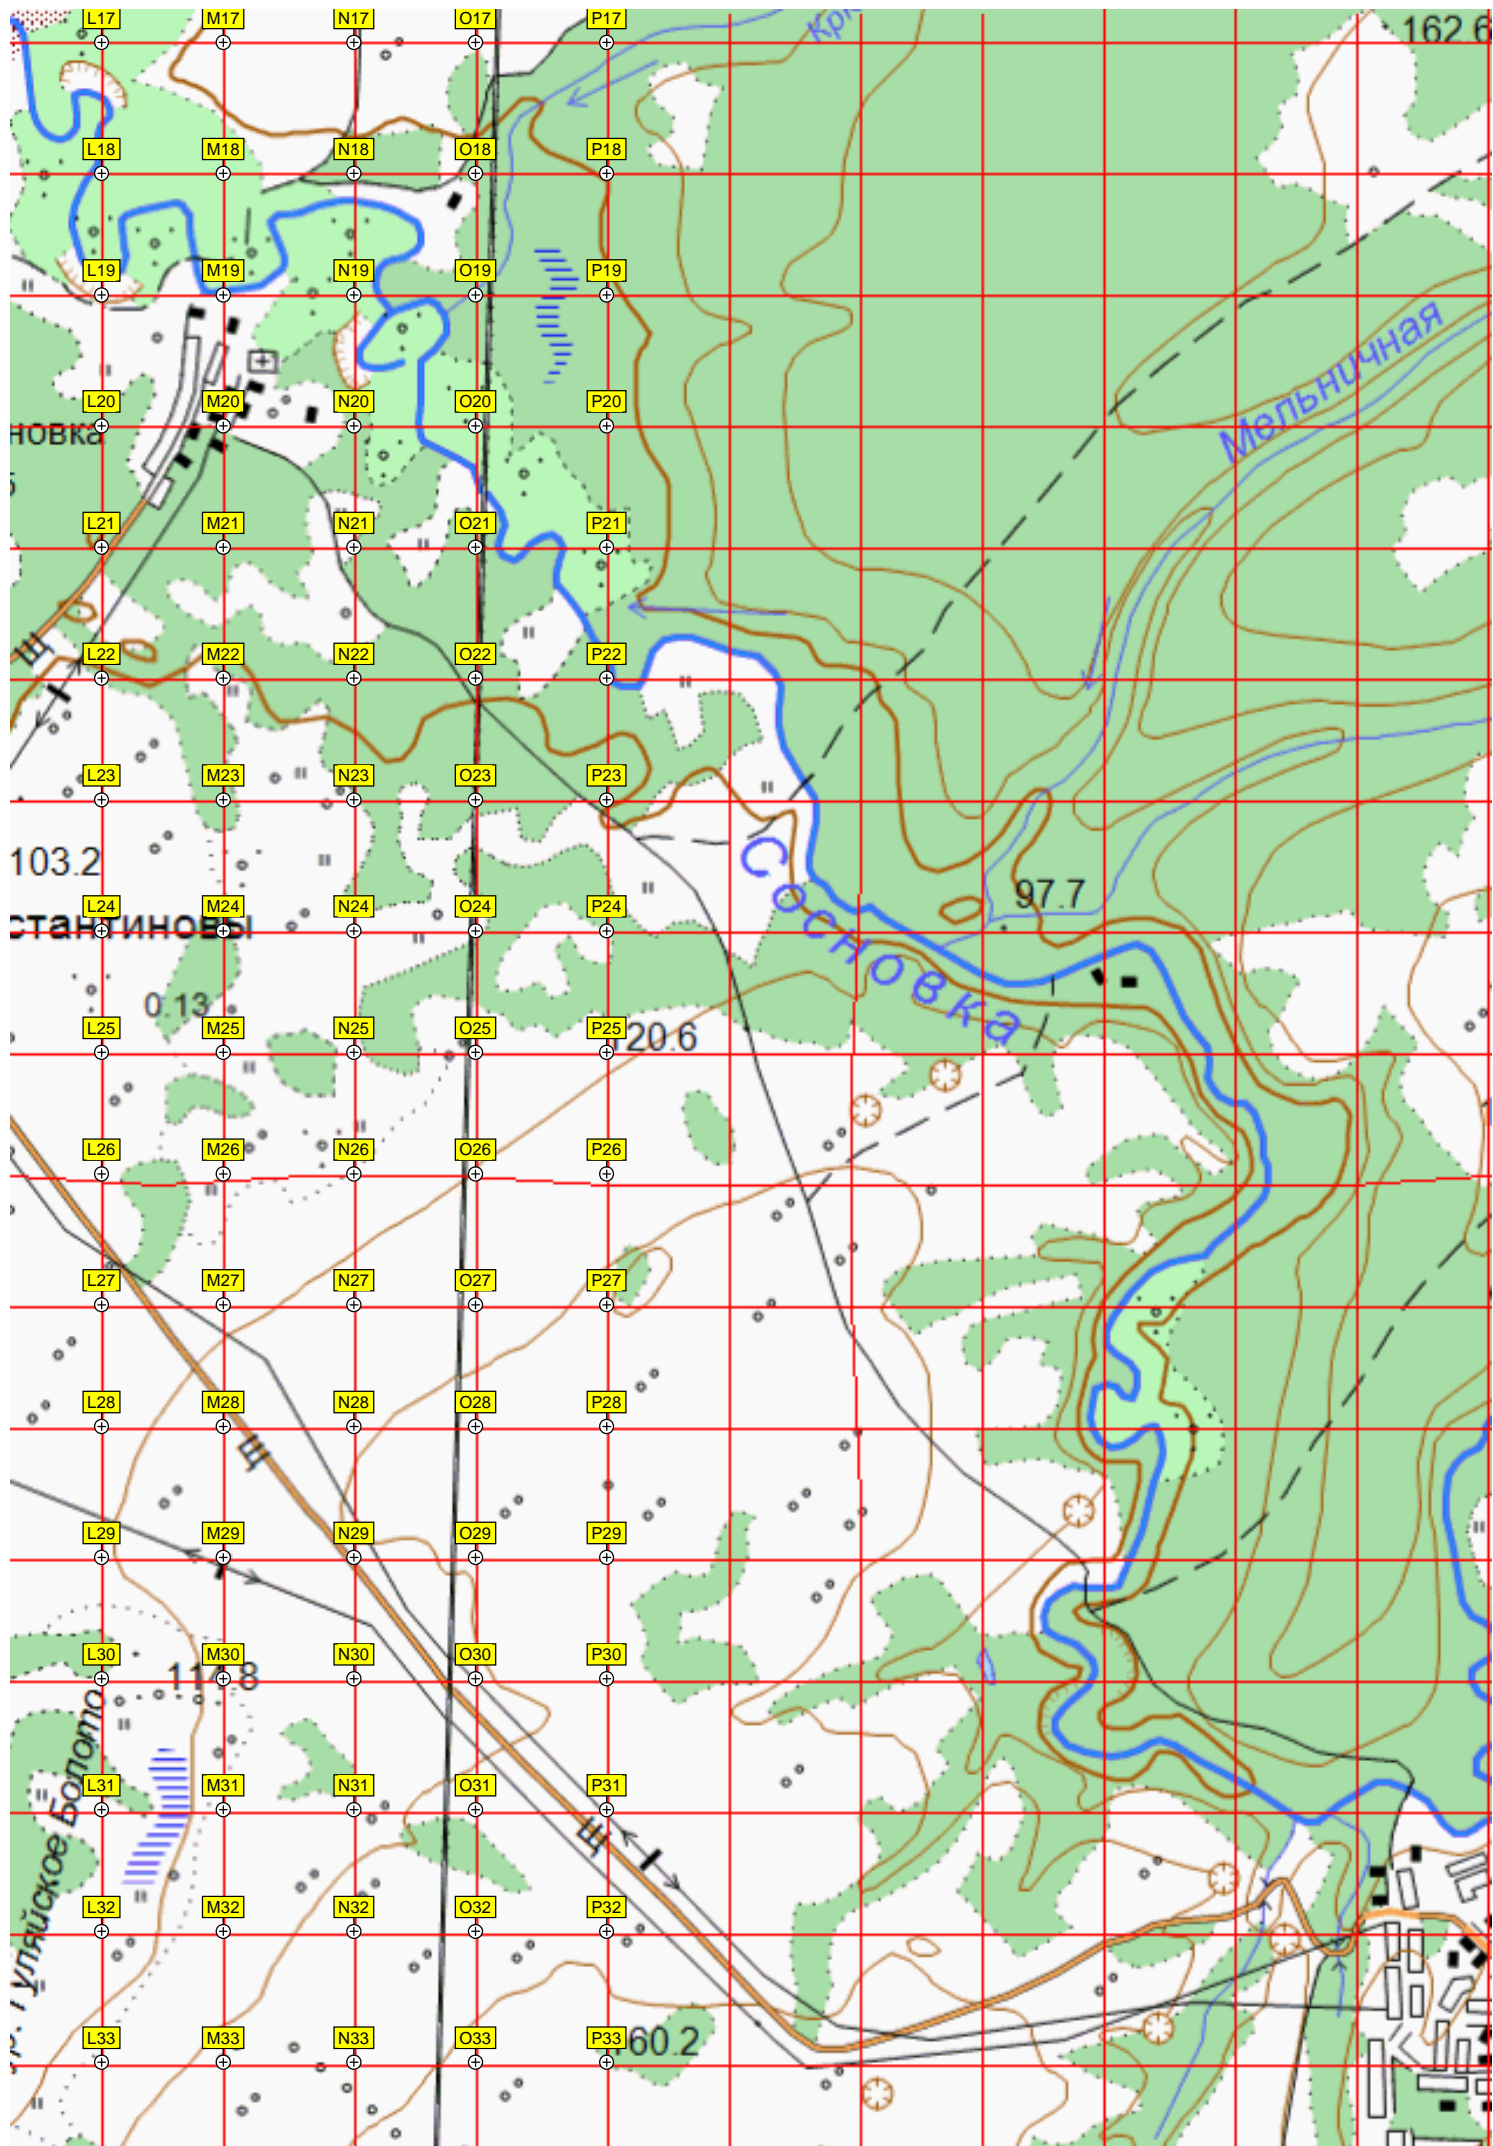 L17 M17 N17 O17 P17
162.6
L18 M18 N18 O18 P18
L19 M19 N19 O19 P19
Мельничная
L20 M20 N20 O20 P20
новка
L21 M21 N21 O21 P21
Щ
L22 M22 N22 O22 P22
L23 M23 N23 O23 P23
103.2
Сосновка
97.7
L24 M24 N24 O24 P24
стантиновы
0.13
L25 M25 N25 O25 P25
120.6
L26 M26 N26 O26 P26
L27 M27 N27 O27 P27
L28 M28 N28 O28 P28
Щ
L29 M29 N29 O29 P29
L30 M30 N30 O30 P30
L31 M31 N31 O31 P31
Щ
уляйское Болото
L32 M32 N32 O32 P32
L33 M33 N33 O33 P33
60.2